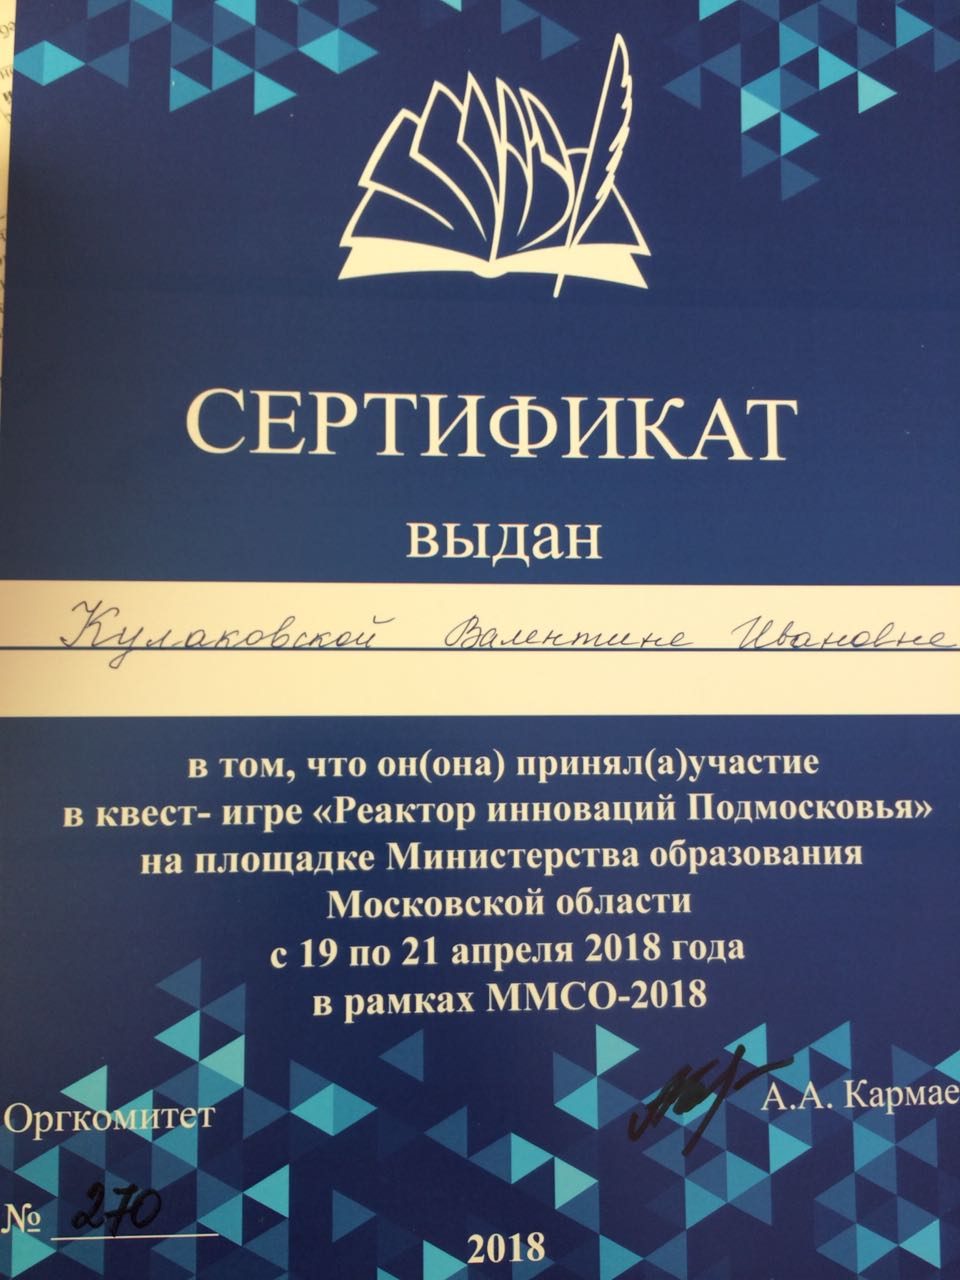 СЕРТИФИКАТ
выдан
Кулаковской Валентине Ивановне
в том, что он(она) принял(а)участие
в квест- игре «Реактор инноваций Подмосковья»
на площадке Министерства образования
Московской области
с 19 по 21 апреля 2018 года
в рамках ММСО-2018
А.А. Кармае
Оргкомитет
№ 270
2018